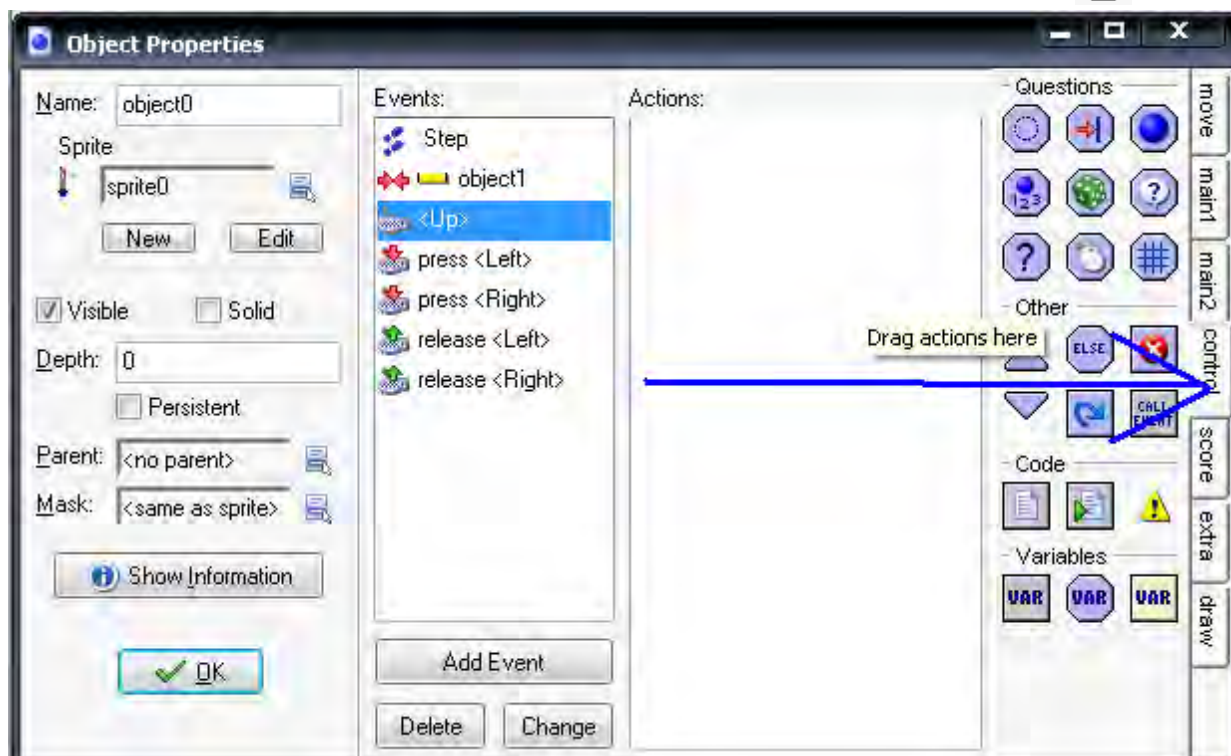 Object Properties
Name: object0
Sprite
sprite0
New Edit
Visible Solid
Depth: 0
Persistent
Parent: <no parent>
Mask: <same as sprite>
Show Information
OK
Events:
Step
object1
<Up>
press <Left>
press <Right>
release <Left>
release <Right>
Add Event
Delete Change
Actions:
Drag actions here
Questions
123
?
?
Other
ELSE
CALL
EVENT
Code
Variables
VAR VAR VAR
move
main1
main2
control
score
extra
draw